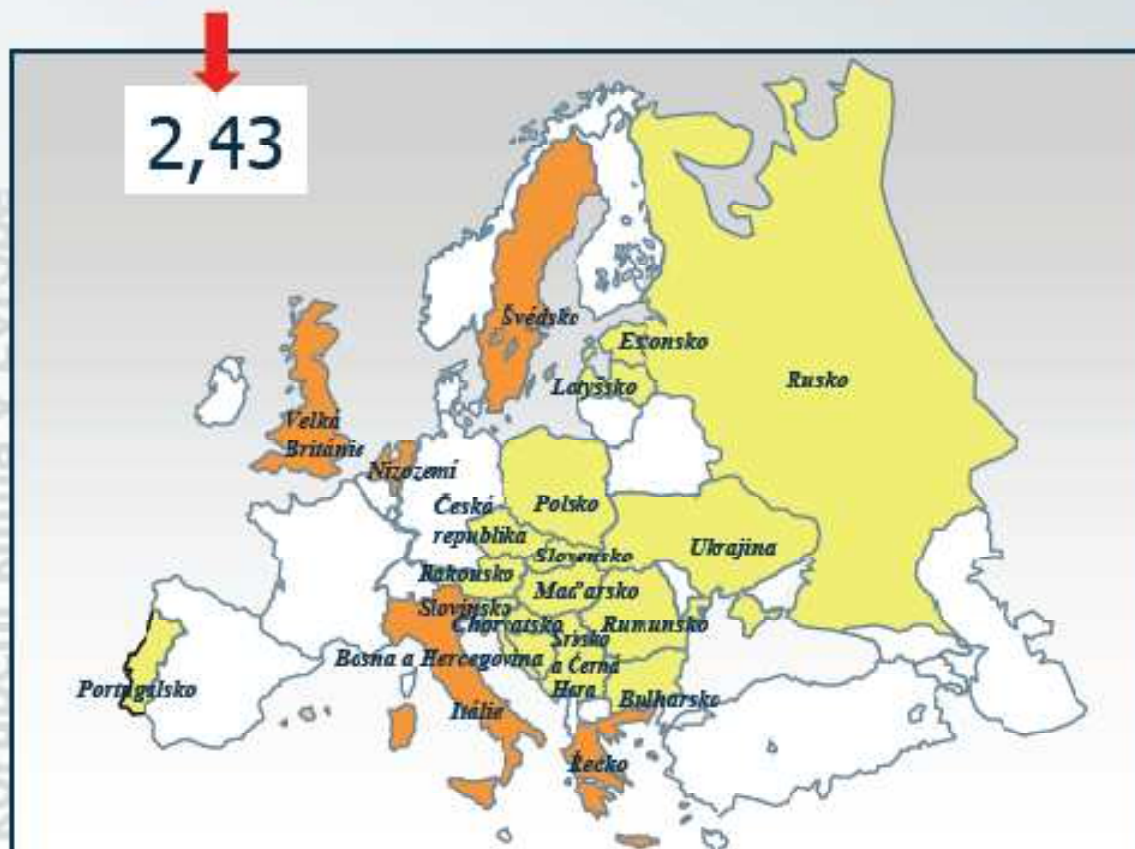 2,43
Švédsko
Estonsko
Lotyšsko
Rusko
Velká
Británie
Nizozemí
Česká
republika
Polsko
Slovensko
Ukrajina
Rakousko
Maďarsko
Slovinsko
Chorvatsko
Rumunsko
Srbsko
a Černá
Hora
Bosna a Hercegovina
Portugalsko
Itálie
Bulharsko
Řecko